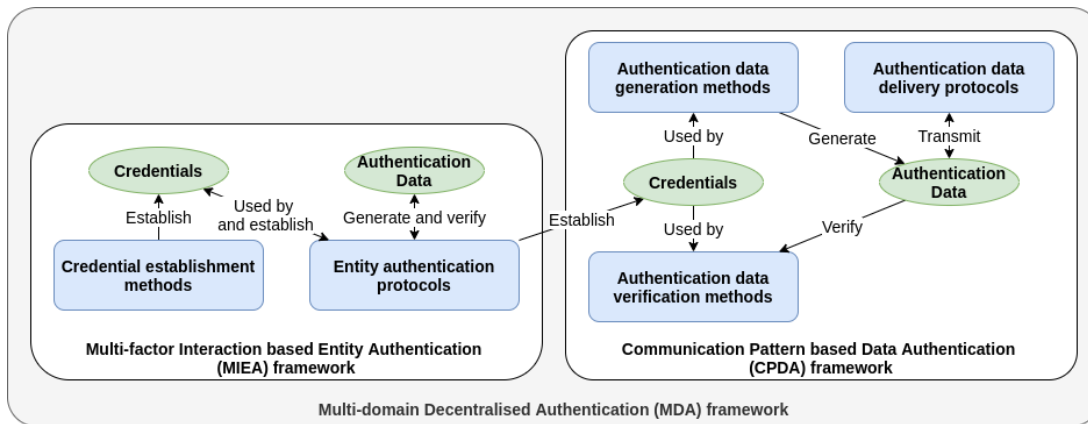 Authentication data
generation methods
Authentication data
delivery protocols
Used by
Generate
Transmit
Credentials
Authentication
Data
Credentials
Authentication
Data
Establish
Used by
and establish
Generate and verify
Establish
Used by
Verify
Credential establishment
methods
Entity authentication
protocols
Authentication data
verification methods
Multi-factor Interaction based Entity Authentication
(MIEA) framework
Communication Pattern based Data Authentication
(CPDA) framework
Multi-domain Decentralised Authentication (MDA) framework